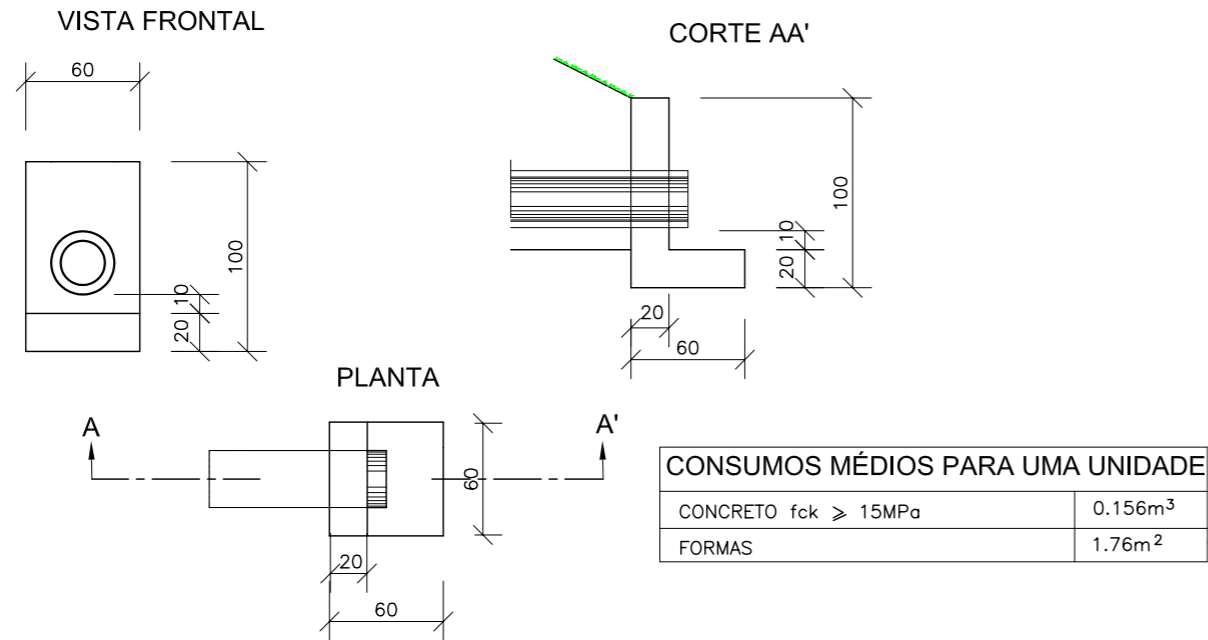 VISTA FRONTAL
60
100
10
20
CORTE AA'
100
10
20
20
60
PLANTA
A
A'
60
20
60
CONSUMOS MÉDIOS PARA UMA UNIDADE
CONCRETO fck ⩾ 15MPa 0.156m³
FORMAS 1.76m²